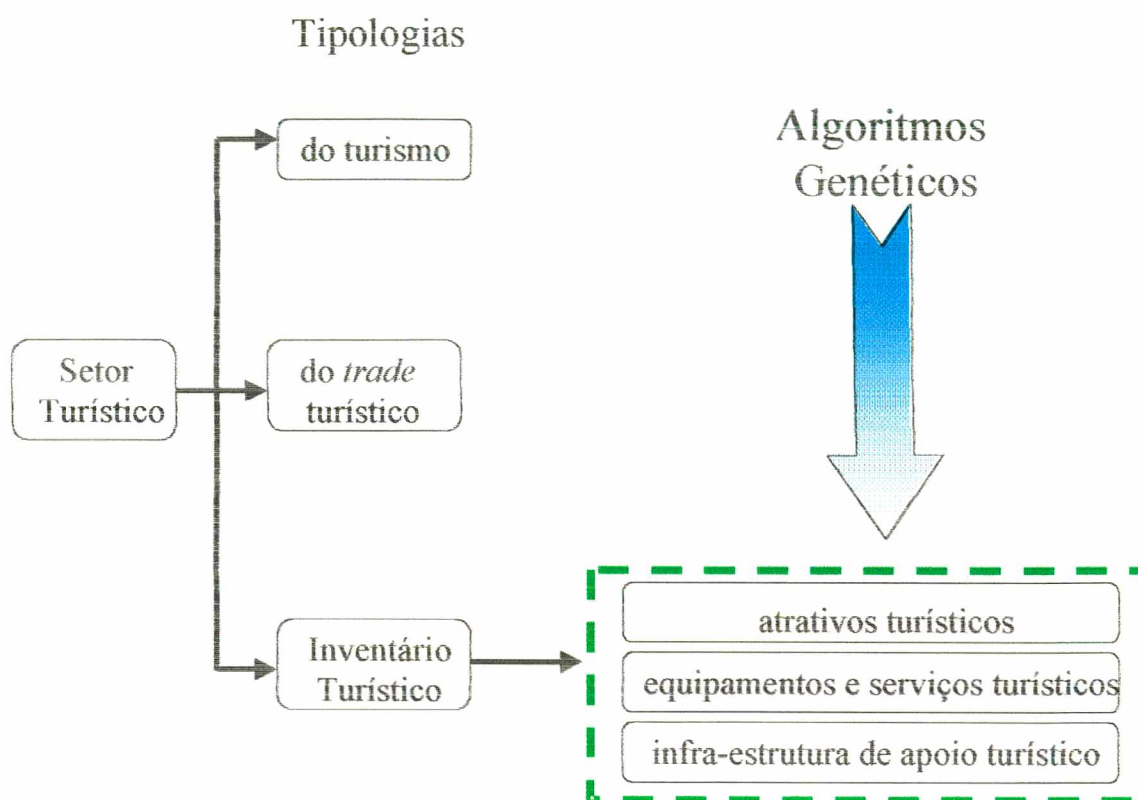 Tipologias
do turismo
Algoritmos
Genéticos
Setor
Turístico
do trade
turístico
Inventário
Turístico
atrativos turísticos
equipamentos e serviços turísticos
infra-estrutura de apoio turístico